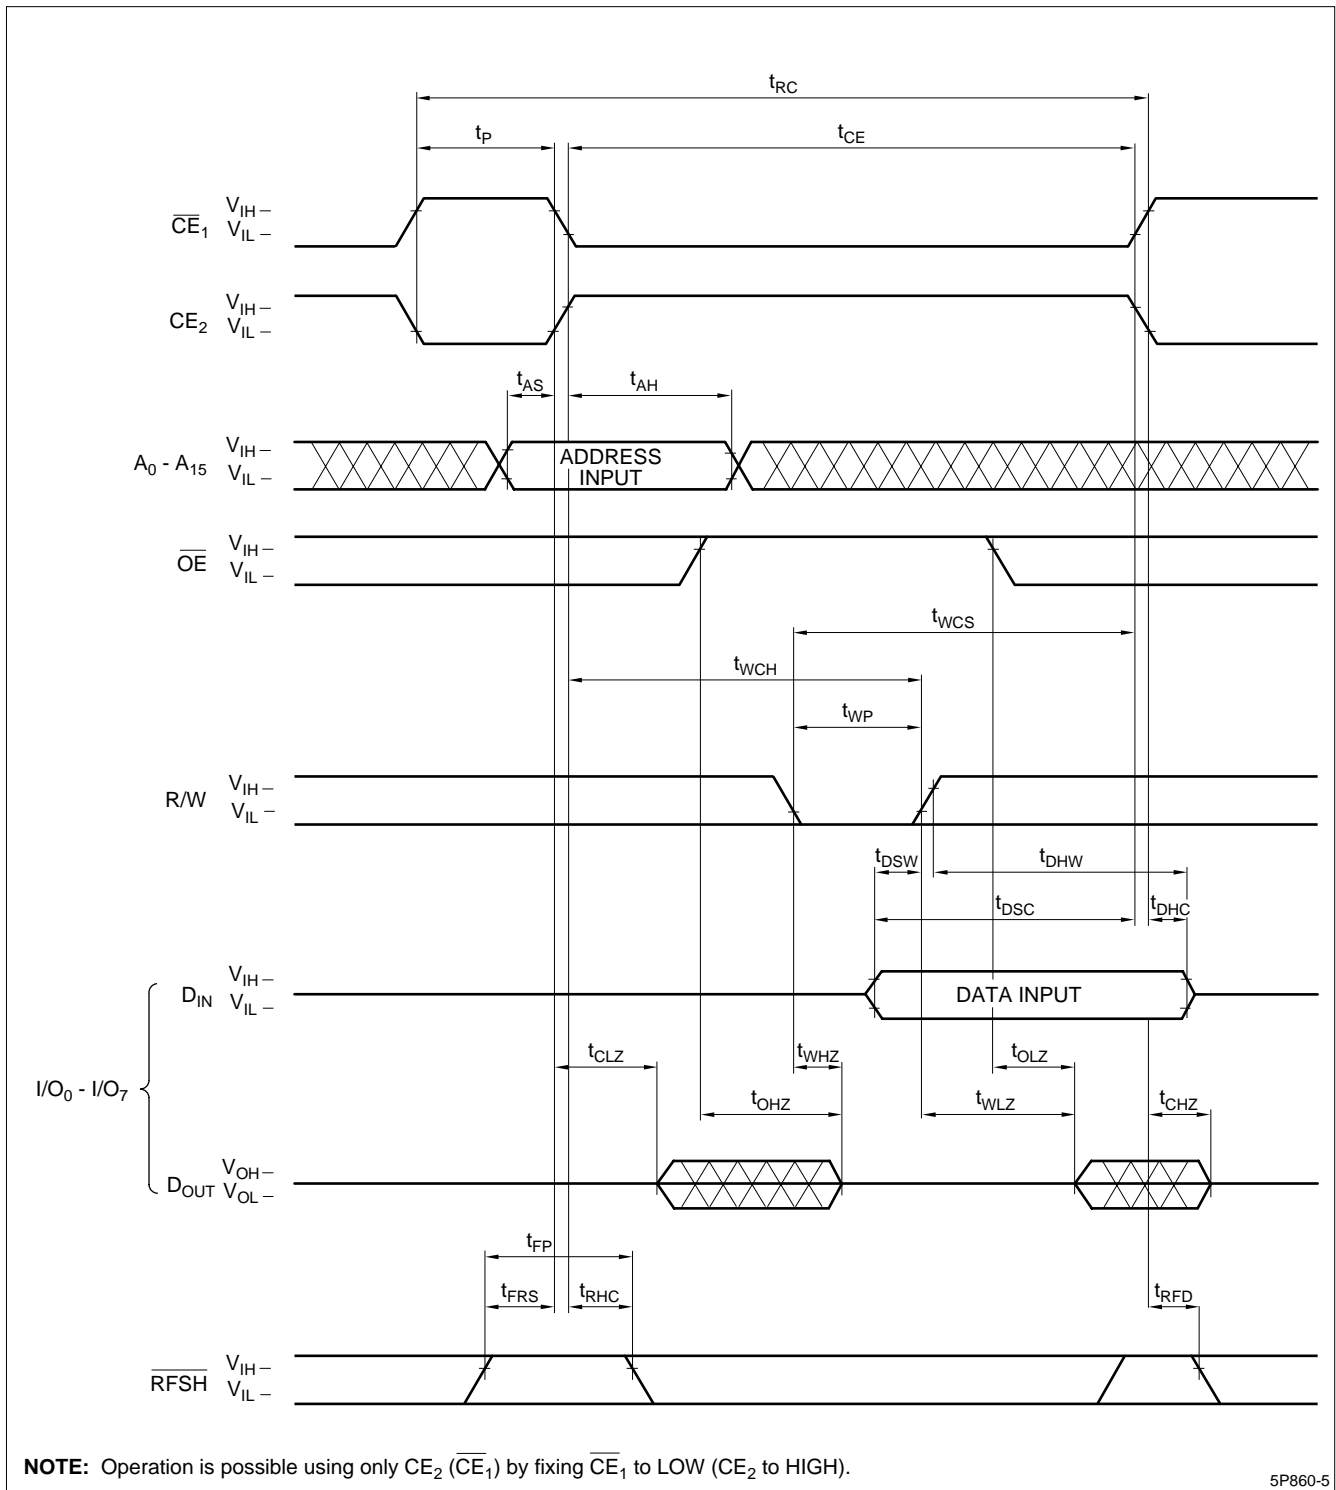 tRC
tP tCE
CE1 VIH
VIL
CE2 VIH
VIL
tAS tAH
A0 - A15 VIH
VIL
ADDRESS
INPUT
OE VIH
VIL
tWCS
tWCH
tWP
R/W VIH
VIL
tDSW tDHW
tDSC tDHC
DIN VIH
VIL
DATA INPUT
tCLZ tWHZ tOLZ
I/O0 - I/O7
tOHZ tWLZ tCHZ
DOUT VOH
VOL
tFP
tFRS tRHC tRFD
RFSH VIH
VIL
NOTE: Operation is possible using only CE2 (CE1) by fixing CE1 to LOW (CE2 to HIGH).
5P860-5